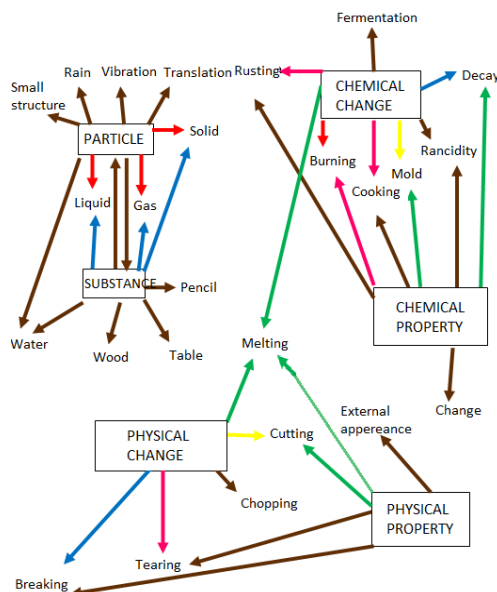 Fermentation
Rain
Vibration
Translation
Rusting
CHEMICAL
CHANGE
Decay
Small
structure
PARTICLE
Solid
Burning
Rancidity
Mold
Cooking
Liquid
Gas
SUBSTANCE
Pencil
CHEMICAL
PROPERTY
Water
Wood
Table
Melting
Change
External
appereance
PHYSICAL
CHANGE
Cutting
Chopping
PHYSICAL
PROPERTY
Tearing
Breaking